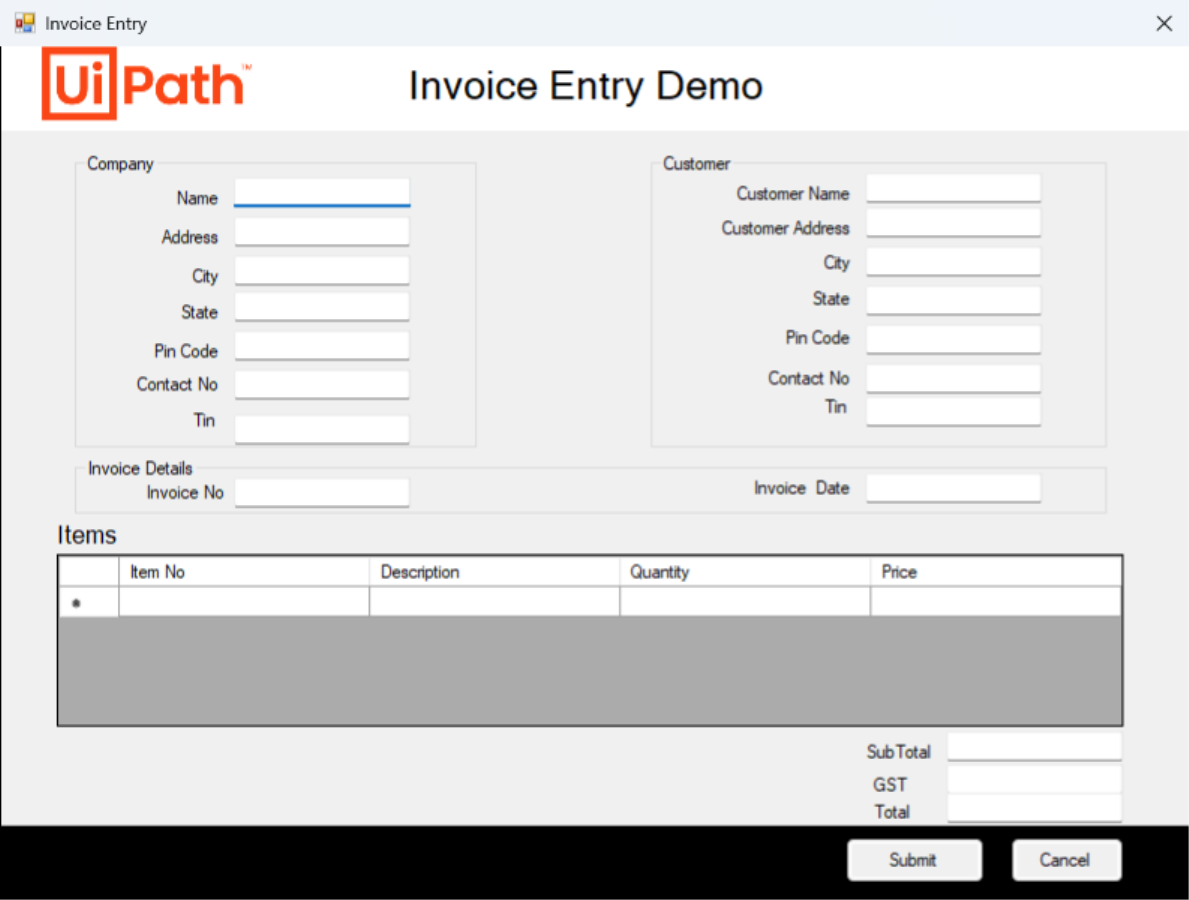 Invoice Entry
UiPath™
Invoice Entry Demo
Company
Name
Address
City
State
Pin Code
Contact No
Tin
Customer
Customer Name
Customer Address
City
State
Pin Code
Contact No
Tin
Invoice Details
Invoice No
Invoice Date
Items
Item No Description Quantity Price
*
SubTotal
GST
Total
Submit Cancel